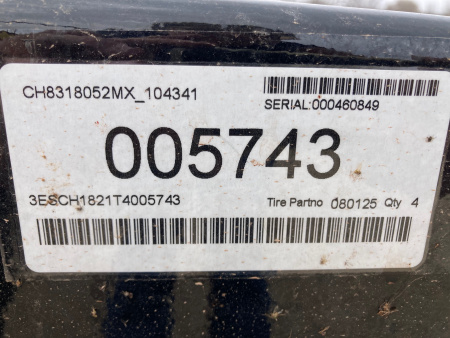 CH8318052MX_104341
SERIAL:000460849
005743
3ESCH1821T4005743
Tire Partno 080125 Qty 4